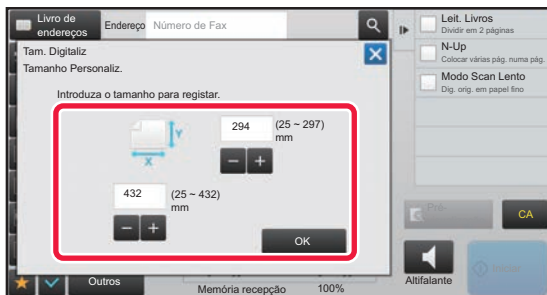 Livro de
endereços
Endereço
Número de Fax
Tam. Digitaliz
Tamanho Personaliz.
Introduza o tamanho para registar.
Y
X
294
(25 ~ 297)
mm
432
(25 ~ 432)
mm
OK
Outros
Memória recepção 100%
Leit. Livros
Dividir em 2 páginas
N-Up
Colocar várias pág. numa pág.
Modo Scan Lento
Dig. orig. em papel fino
Pré-
CA
Altifalante
Iniciar